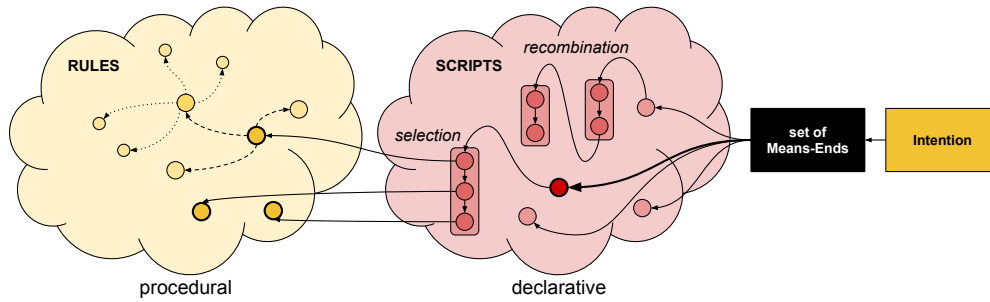 RULES
SCRIPTS
recombination
selection
set of
Means-Ends
Intention
procedural
declarative